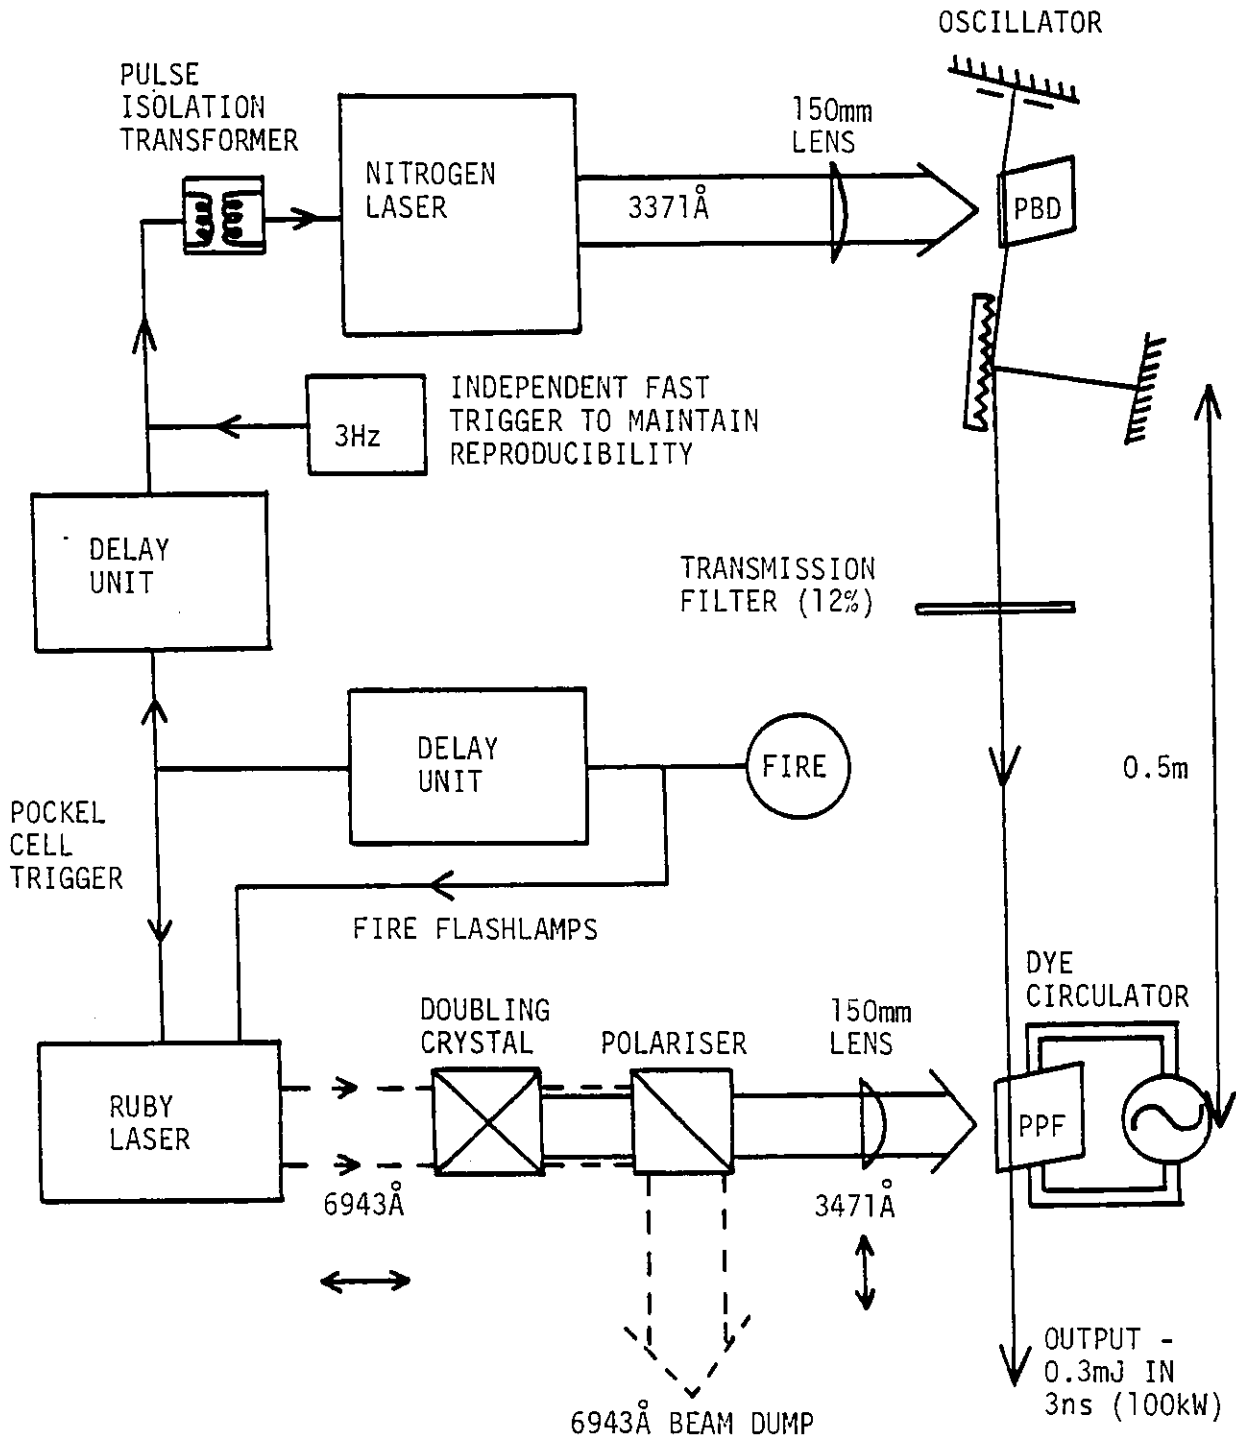 OSCILLATOR
PULSE
ISOLATION
TRANSFORMER
150mm
LENS
NITROGEN
LASER
3371Å
PBD
INDEPENDENT FAST
TRIGGER TO MAINTAIN
REPRODUCIBILITY
3Hz
DELAY
UNIT
TRANSMISSION
FILTER (12%)
DELAY
UNIT
FIRE
0.5m
POCKEL
CELL
TRIGGER
FIRE FLASHLAMPS
DYE
CIRCULATOR
DOUBLING
CRYSTAL
POLARISER
150mm
LENS
RUBY
LASER
PPF
6943Å
3471Å
OUTPUT -
0.3mJ IN
3ns (100kW)
6943Å BEAM DUMP